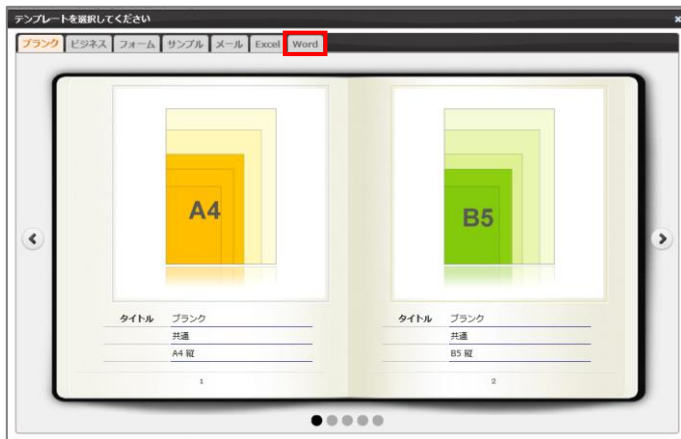 テンプレートを選択してください ×
ブランク ビジネス フォーム サンプル メール Excel Word
A4
B5
タイトル ブランク
共通
A4 縦
1
タイトル ブランク
共通
B5 縦
2